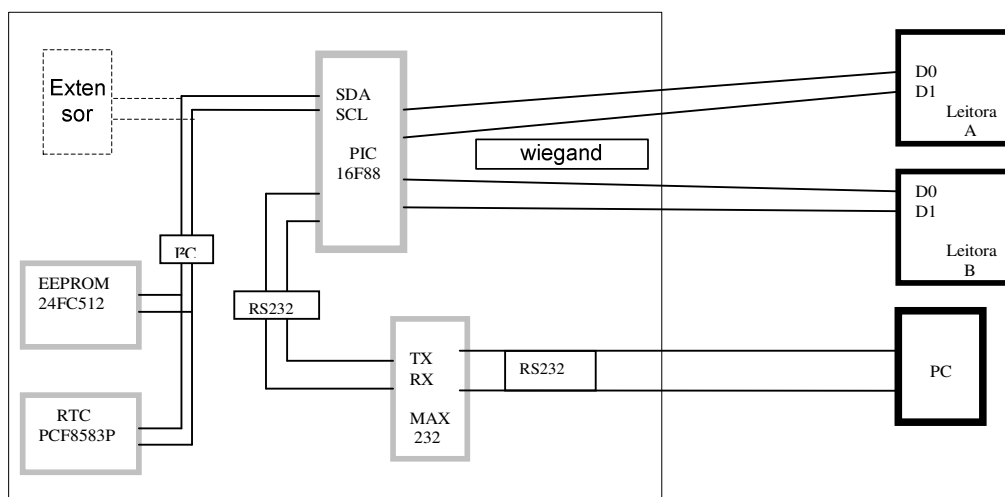 Exten
sor
SDA
SCL
PIC
16F88
wiegand
D0
D1
Leitora
A
D0
D1
Leitora
B
I²C
EEPROM
24FC512
RS232
TX
RX
MAX
232
RS232
PC
RTC
PCF8583P